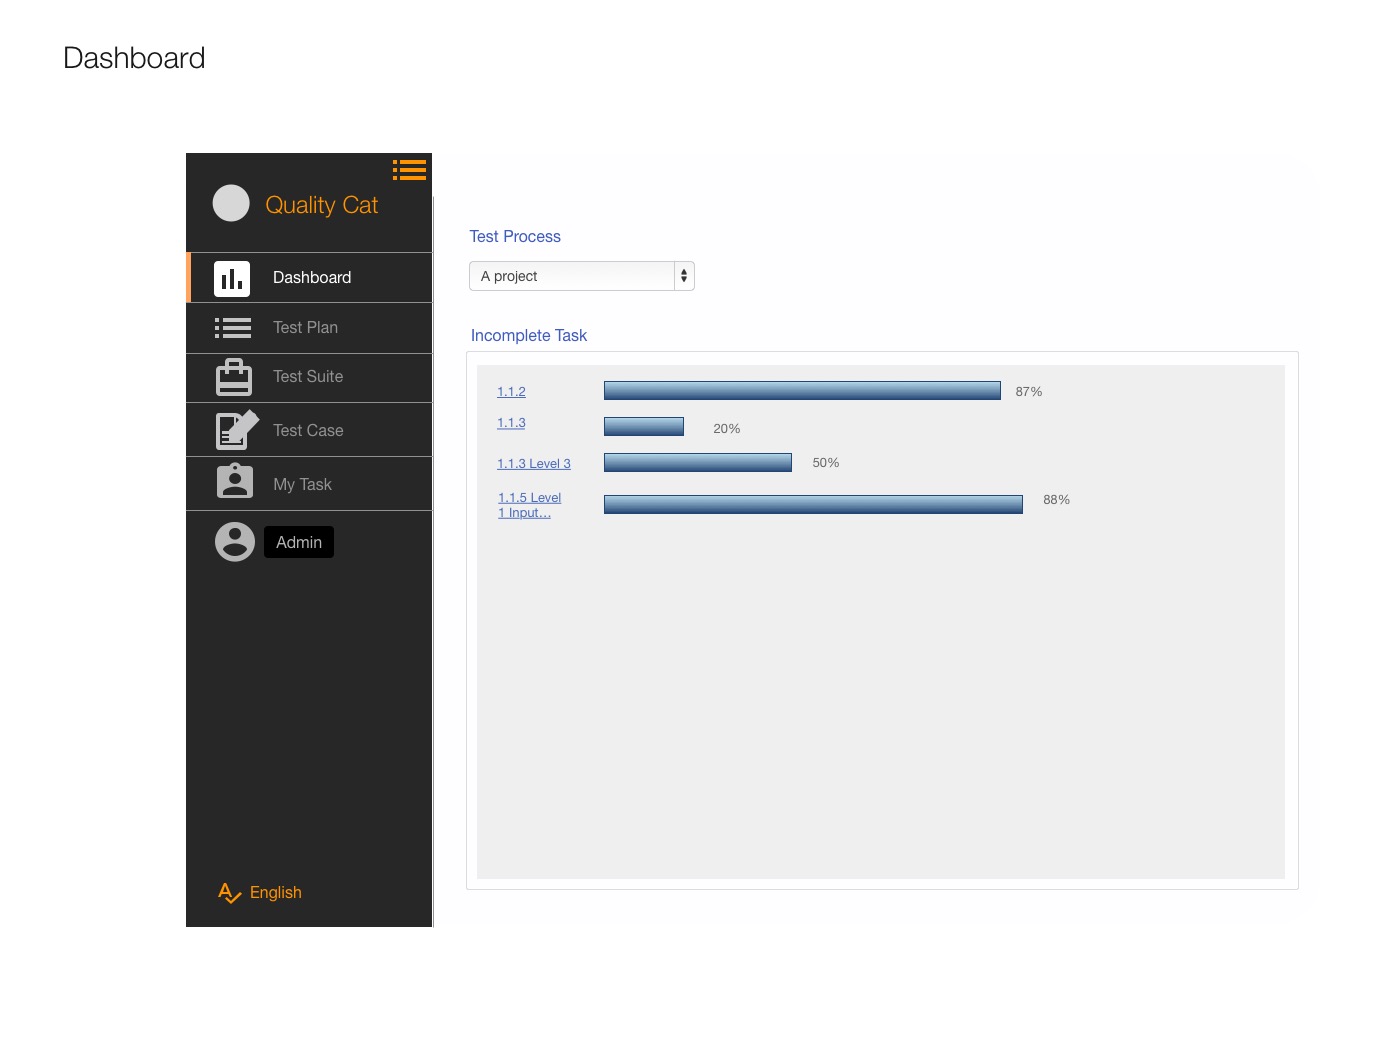 Dashboard
Quality Cat
Dashboard
Test Plan
Test Suite
Test Case
My Task
Admin
English
Test Process
A project
Incomplete Task
1.1.2 87%
1.1.3 20%
1.1.3 Level 3 50%
1.1.5 Level 88%
1 Input...